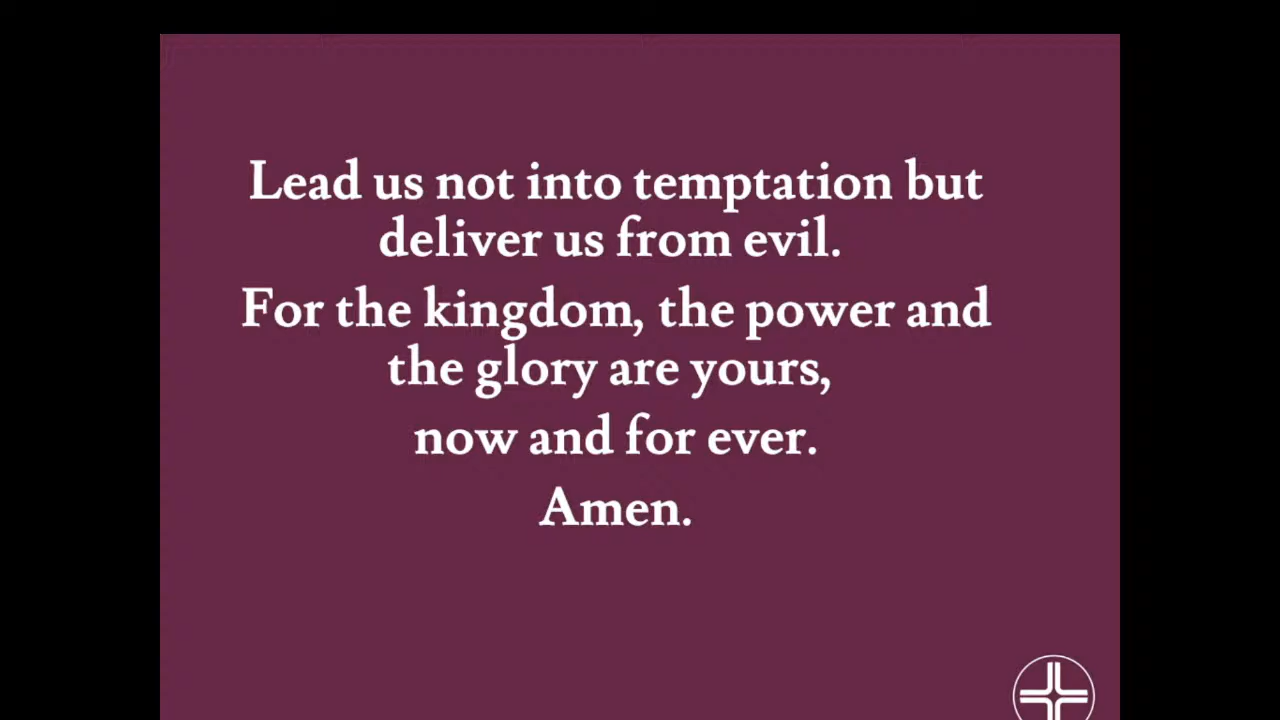 Lead us not into temptation but
deliver us from evil.
For the kingdom, the power and
the glory are yours,
now and for ever.
Amen.